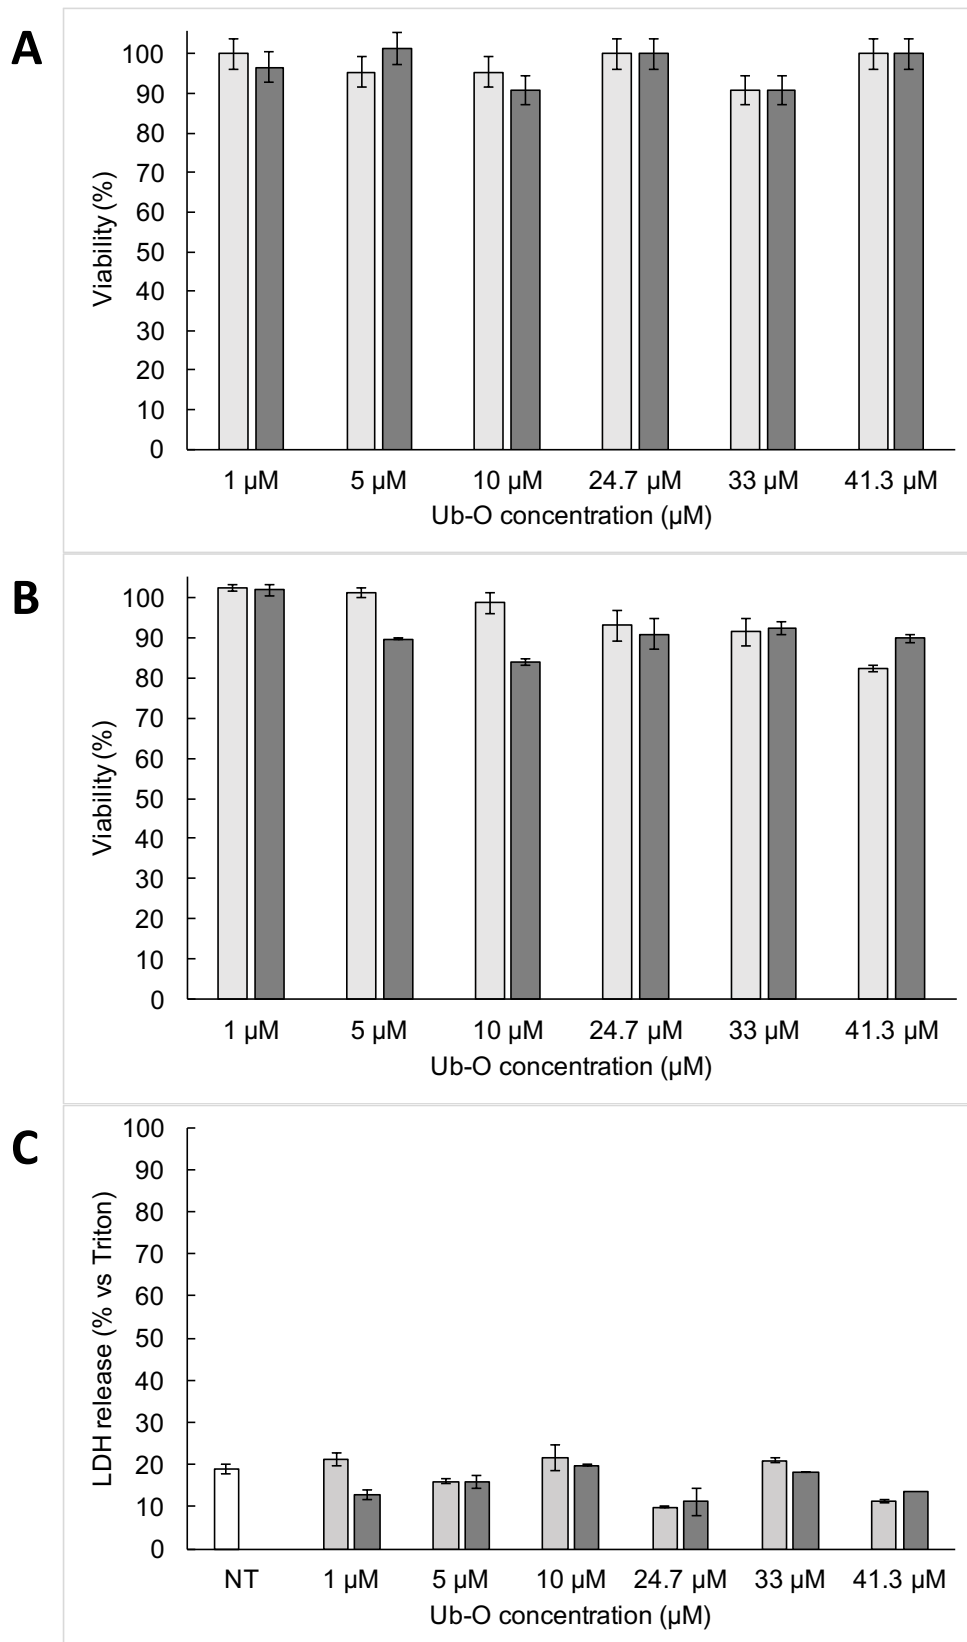 A
Viability (%)
100
90
80
70
60
50
40
30
20
10
0
1 µM 5 µM 10 µM 24.7 µM 33 µM 41.3 µM
Ub-O concentration (µM)
B
Viability (%)
100
90
80
70
60
50
40
30
20
10
0
1 µM 5 µM 10 µM 24.7 µM 33 µM 41.3 µM
Ub-O concentration (µM)
C
LDH release (% vs Triton)
100
90
80
70
60
50
40
30
20
10
0
NT 1 µM 5 µM 10 µM 24.7 µM 33 µM 41.3 µM
Ub-O concentration (µM)